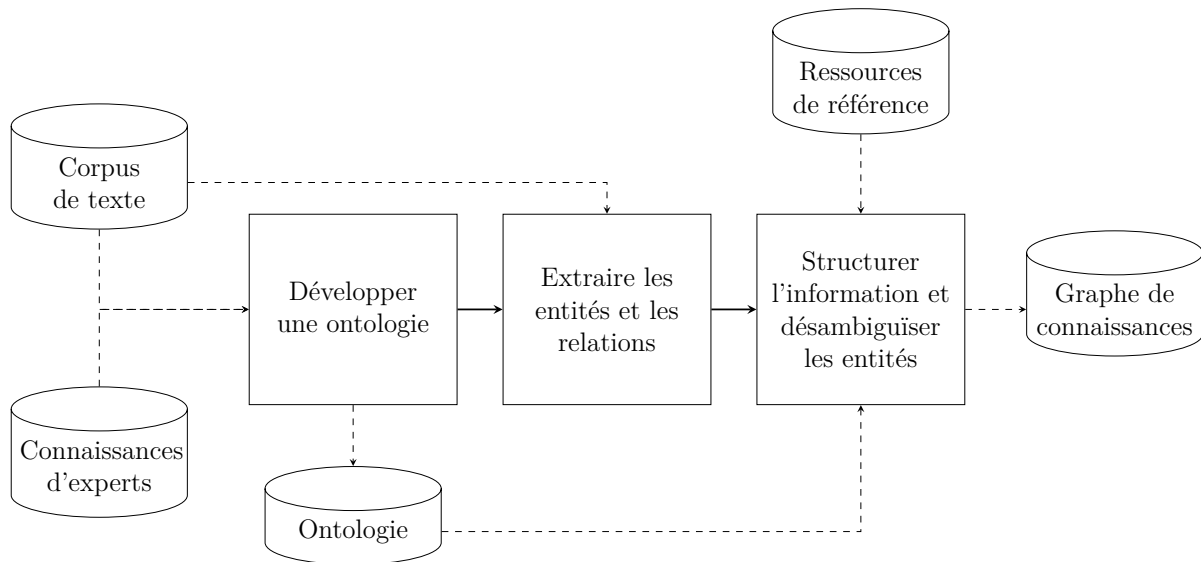 Ressources
de référence
Corpus
de texte
Développer
une ontologie
Extraire les
entités et les
relations
Structurer
l'information et
désambiguïser
les entités
Graphe de
connaissances
Connaissances
d'experts
Ontologie